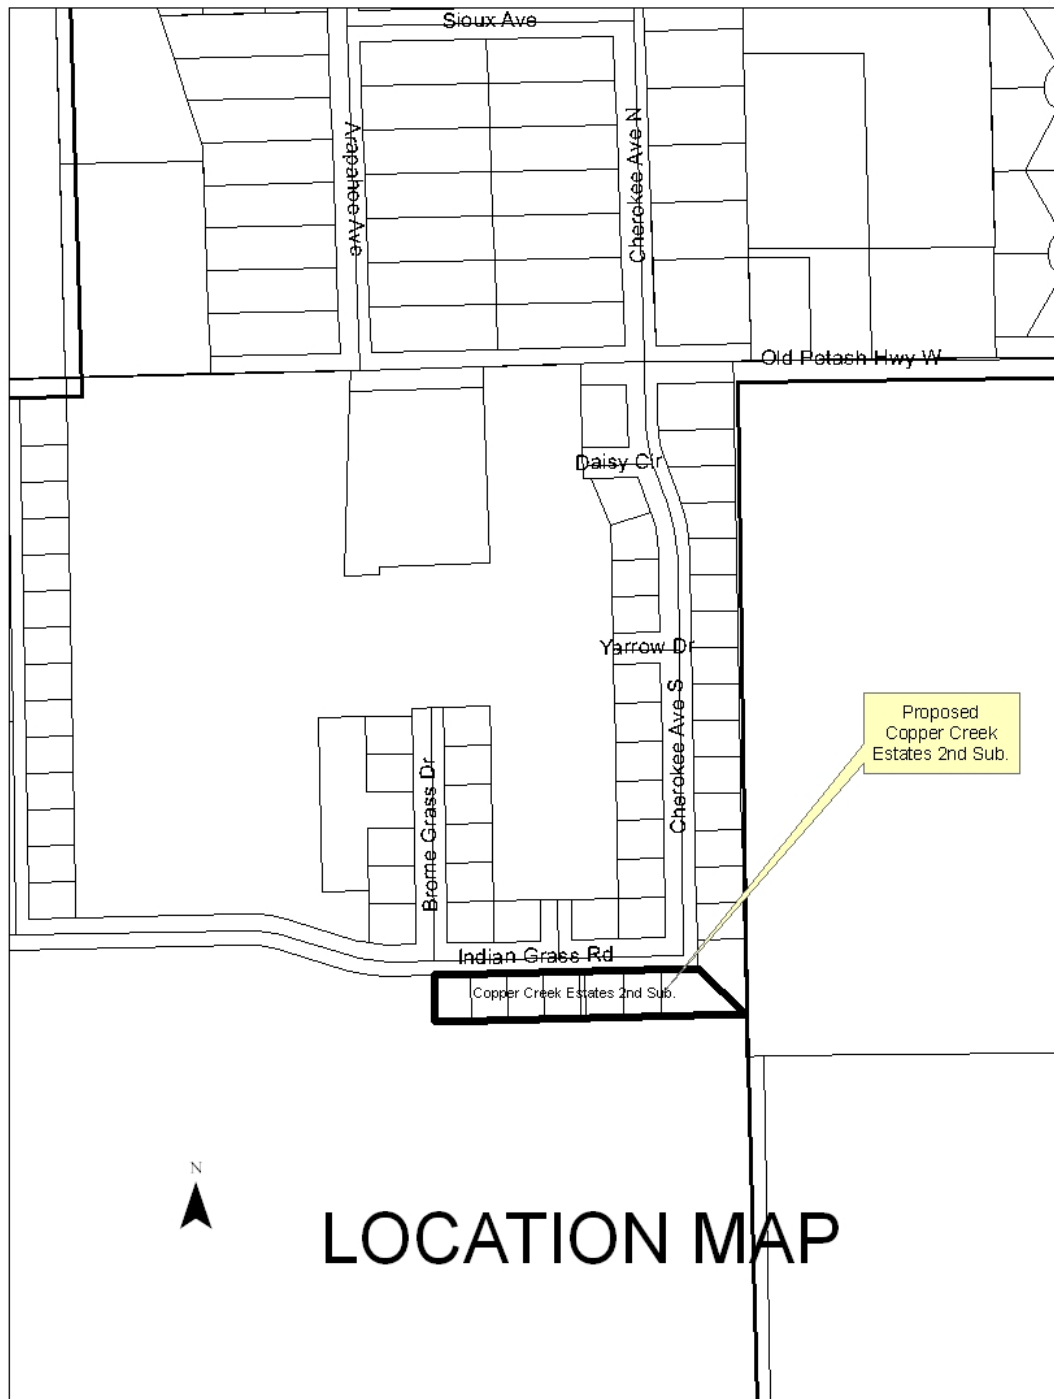 Sioux Ave
Arapahoe Ave
Cherokee Ave N
Old Potash Hwy W
Daisy Cir
Yarrow Dr
Cherokee Ave S
Proposed
Copper Creek
Estates 2nd Sub.
Brome Grass Dr
Indian Grass Rd
Copper Creek Estates 2nd Sub.
N
LOCATION MAP